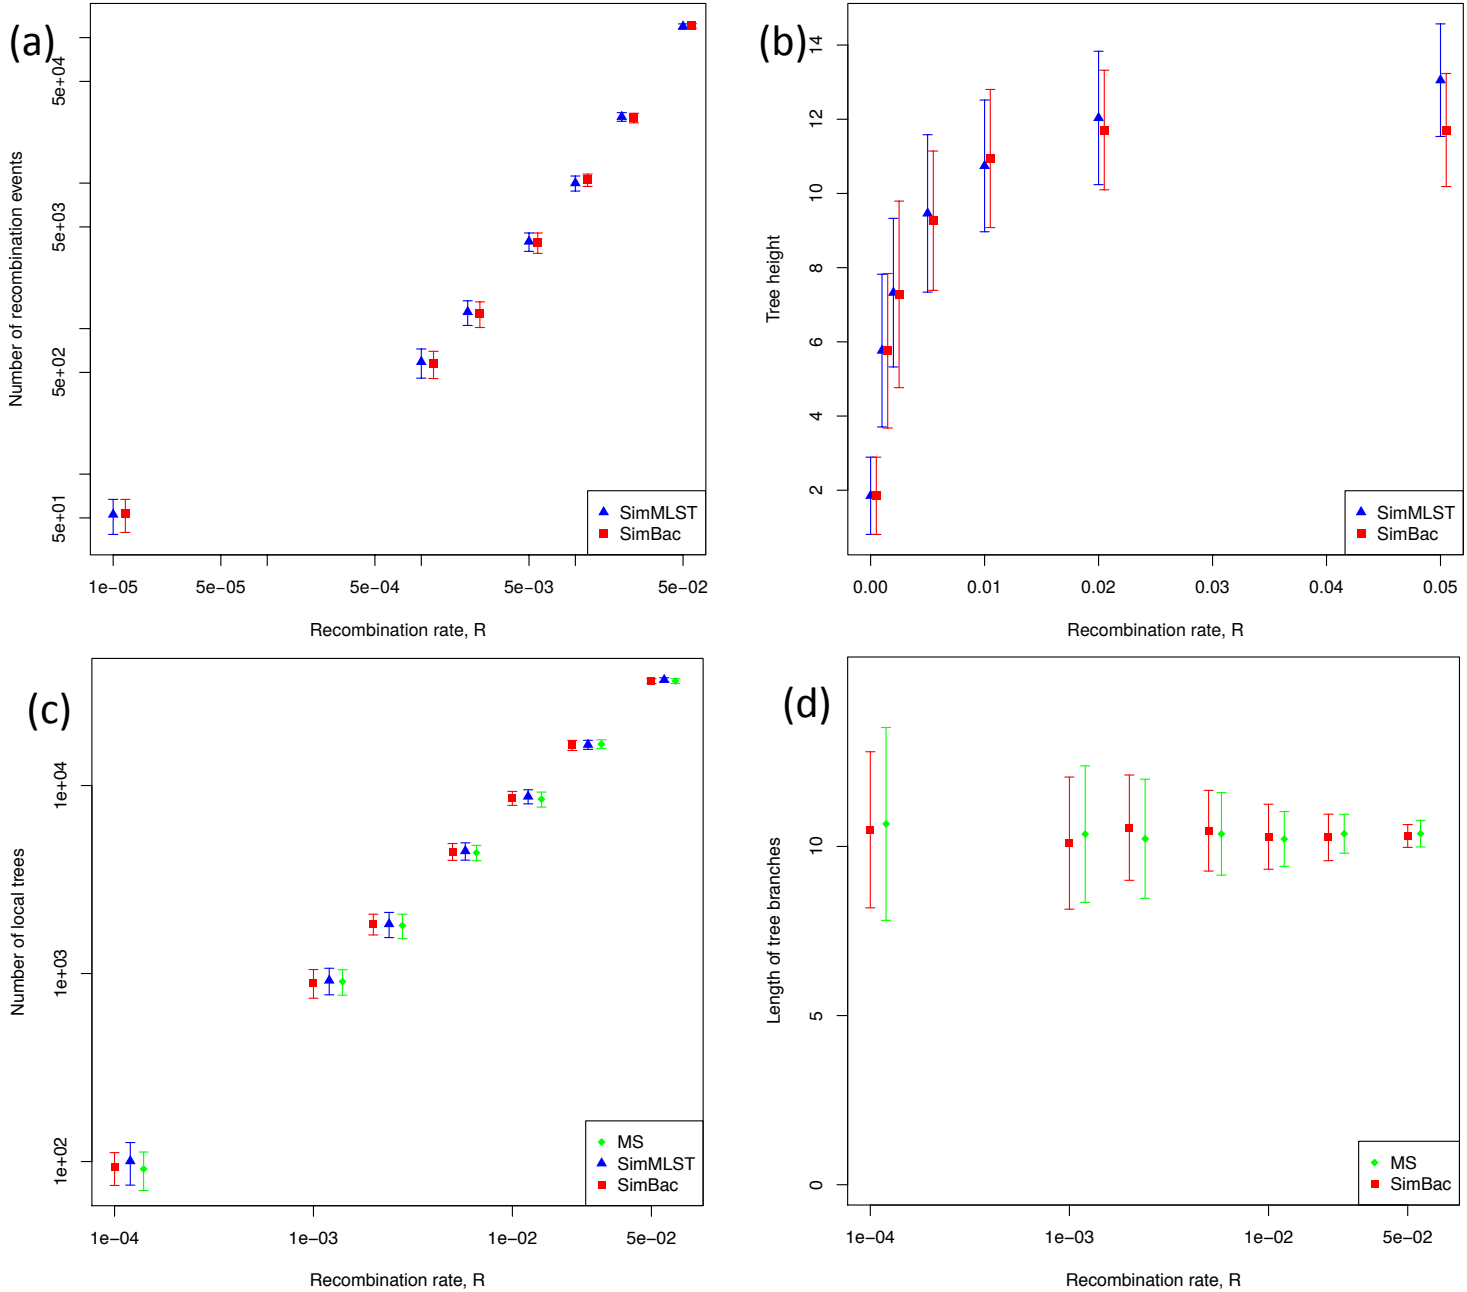 (a)
Number of recombination events
5e+04
5e+03
5e+02
5e+01
SimMLST
SimBac
1e−05
5e−05
5e−04
5e−03
5e−02
Recombination rate, R
(b)
Tree height
14
12
10
8
6
4
2
SimMLST
SimBac
0.00
0.01
0.02
0.03
0.04
0.05
Recombination rate, R
(c)
Number of local trees
1e+04
1e+03
1e+02
MS
SimMLST
SimBac
1e−04
1e−03
1e−02
5e−02
Recombination rate, R
(d)
Length of tree branches
10
5
0
MS
SimBac
1e−04
1e−03
1e−02
5e−02
Recombination rate, R